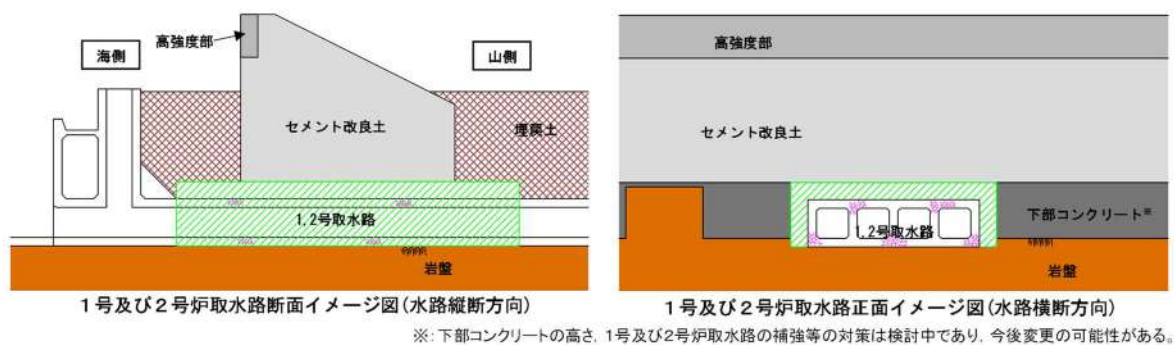 高強度部
海側
山側
セメント改良土
埋戻土
1,2号取水路
岩盤
1号及び2号炉取水路断面イメージ図(水路縦断方向)
高強度部
セメント改良土
下部コンクリート※
1,2号取水路
岩盤
1号及び2号炉取水路正面イメージ図(水路横断方向)
※:下部コンクリートの高さ,1号及び2号炉取水路の補強等の対策は検討中であり,今後変更の可能性がある。